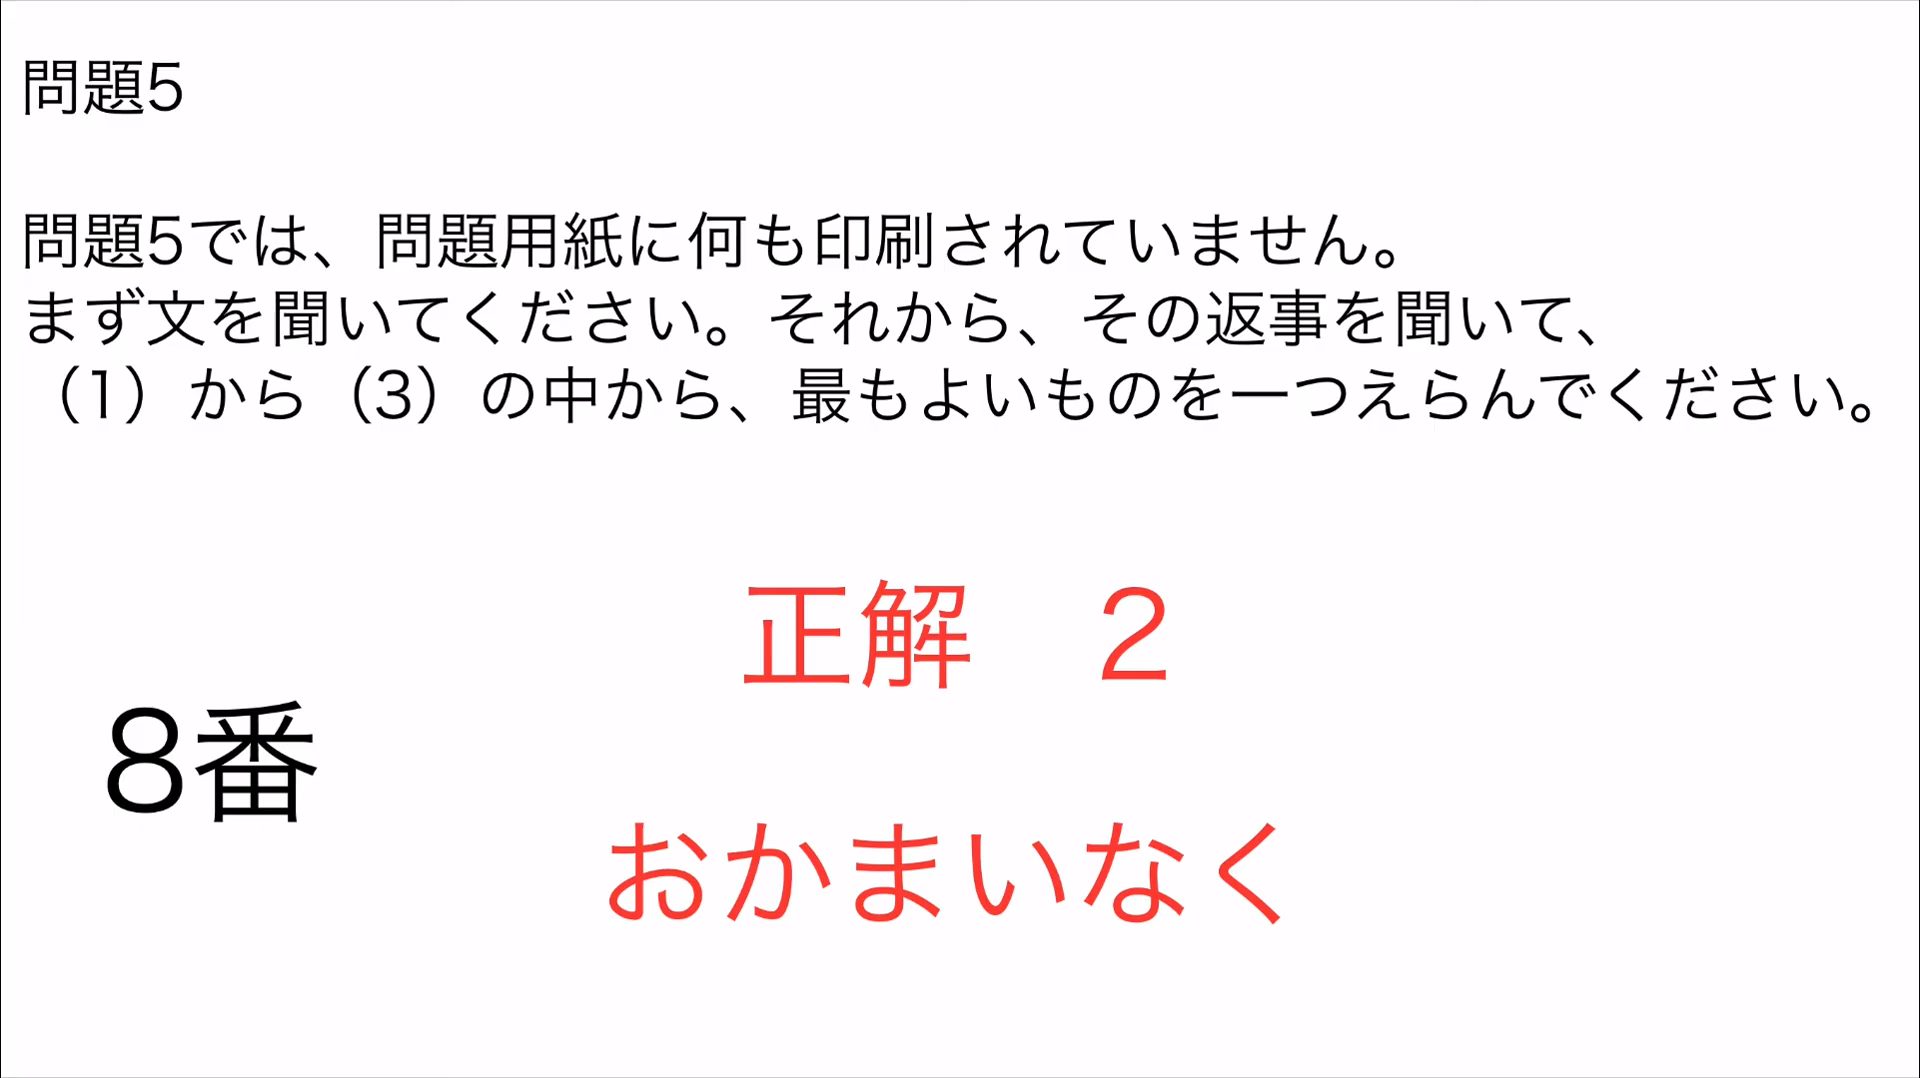 問題5
問題5では、問題用紙に何も印刷されていません。
まず文を聞いてください。それから、その返事を聞いて、
（1）から（3）の中から、最もよいものを一つえらんでください。
正解　2
8番
おかまいなく